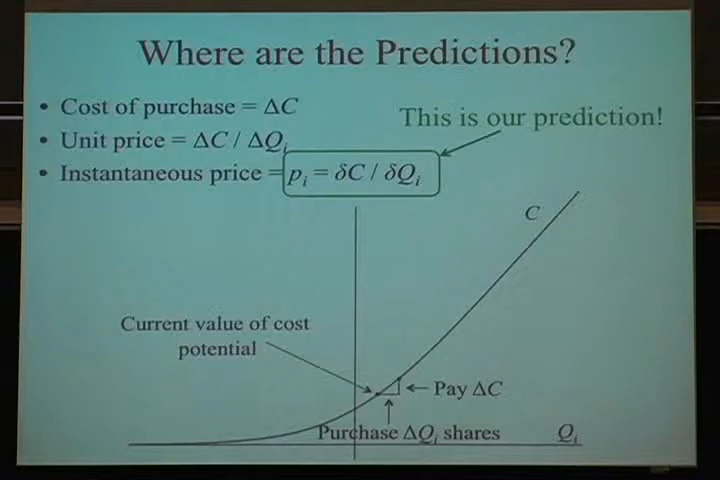 Where are the Predictions?
• Cost of purchase = ΔC
This is our prediction!
• Unit price = ΔC / ΔQi
• Instantaneous price = pi = δC / δQi
C
Current value of cost
potential
Pay ΔC
Purchase ΔQi shares
Qi